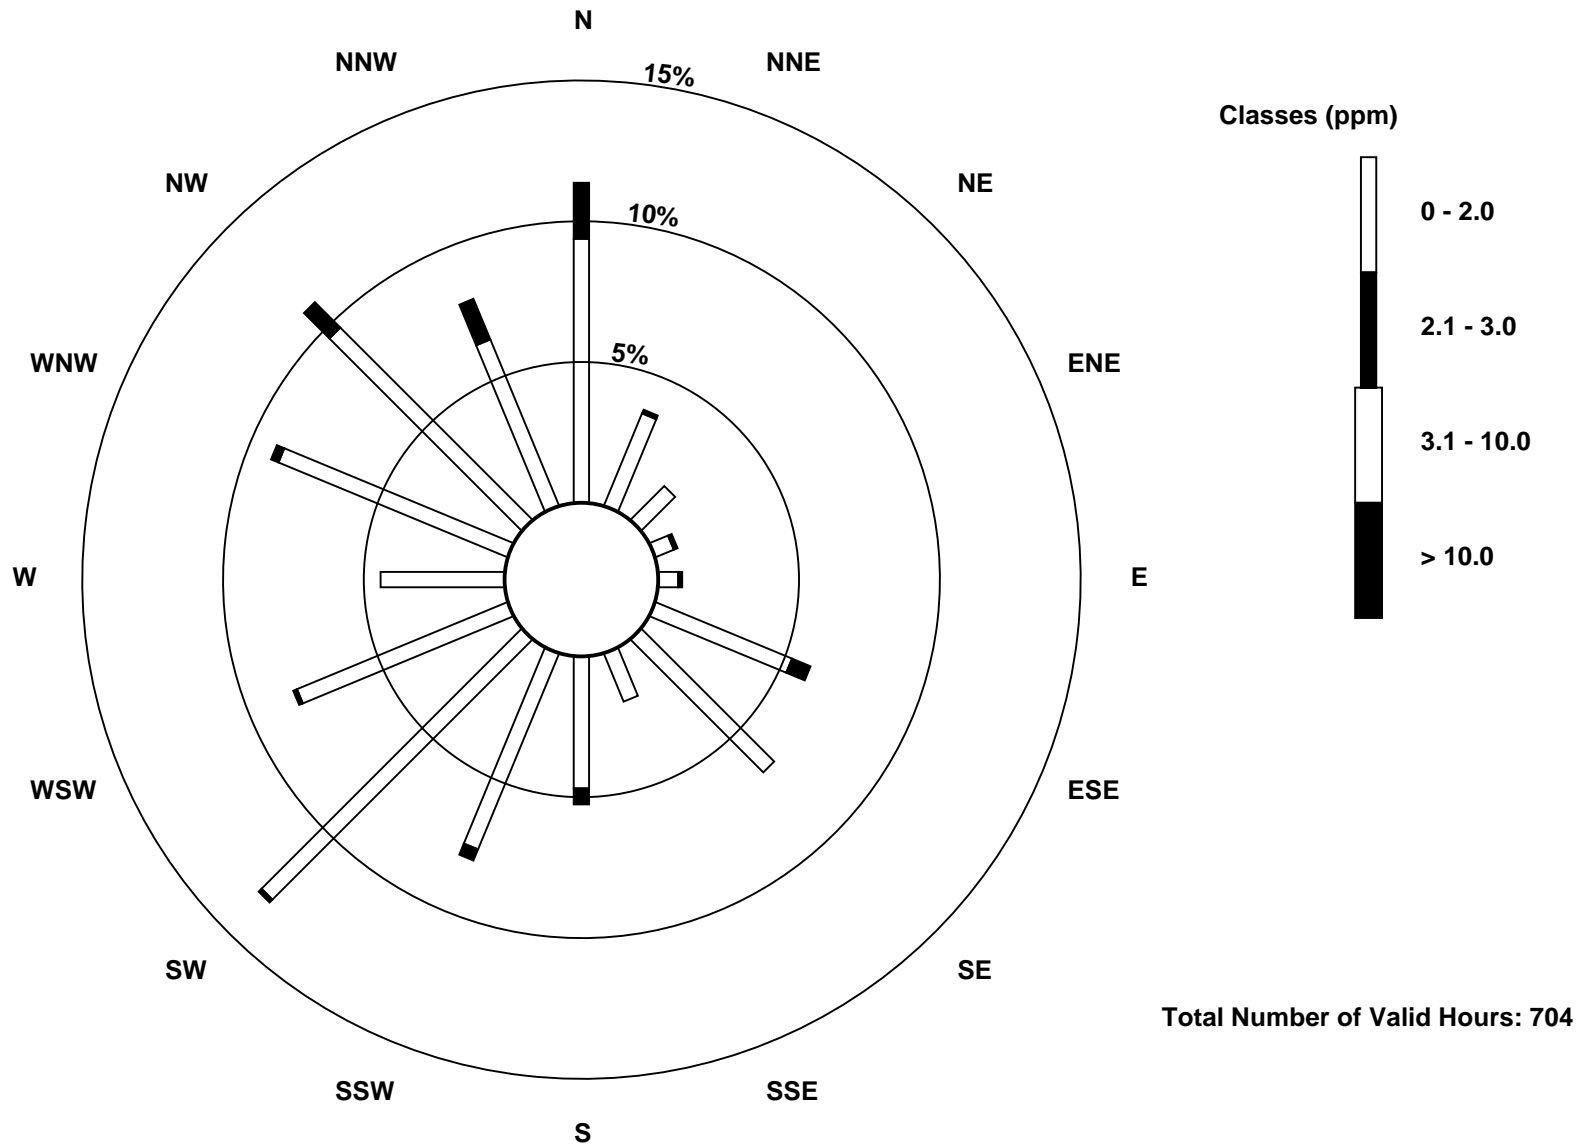 N
NNW
NNE
15%
Classes (ppm)
NW
NE
10%
0 - 2.0
2.1 - 3.0
5%
WNW
ENE
3.1 - 10.0
> 10.0
W
E
WSW
ESE
SW
SE
Total Number of Valid Hours: 704
SSW
SSE
S